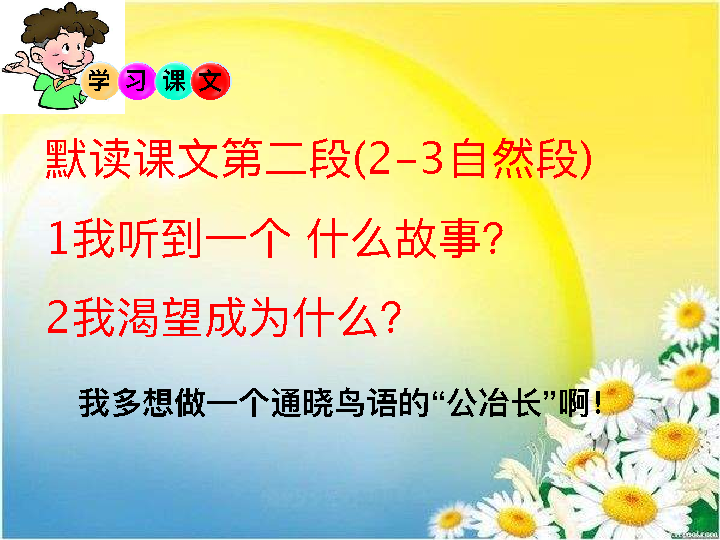 学习课文
默读课文第二段(2-3自然段)
1我听到一个 什么故事?
2我渴望成为什么?
我多想做一个通晓鸟语的“公冶长”啊!